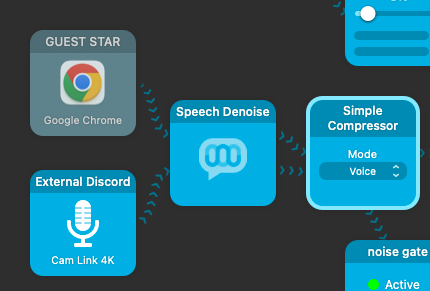 GUEST STAR
Google Chrome
External Discord
Cam Link 4K
Speech Denoise
Simple
Compressor
Mode
Voice
noise gate
Active